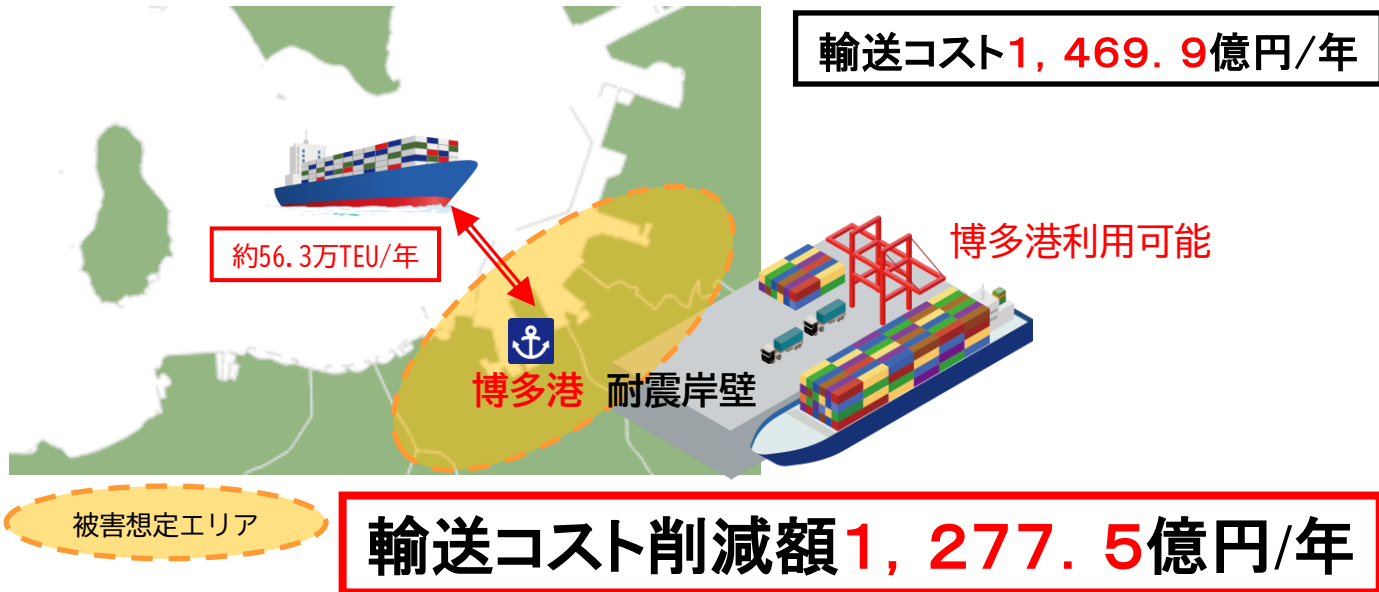 輸送コスト1，469．9億円/年
約56.3万TEU/年
博多港利用可能
博多港 耐震岸壁
被害想定エリア
輸送コスト削減額1，277．5億円/年